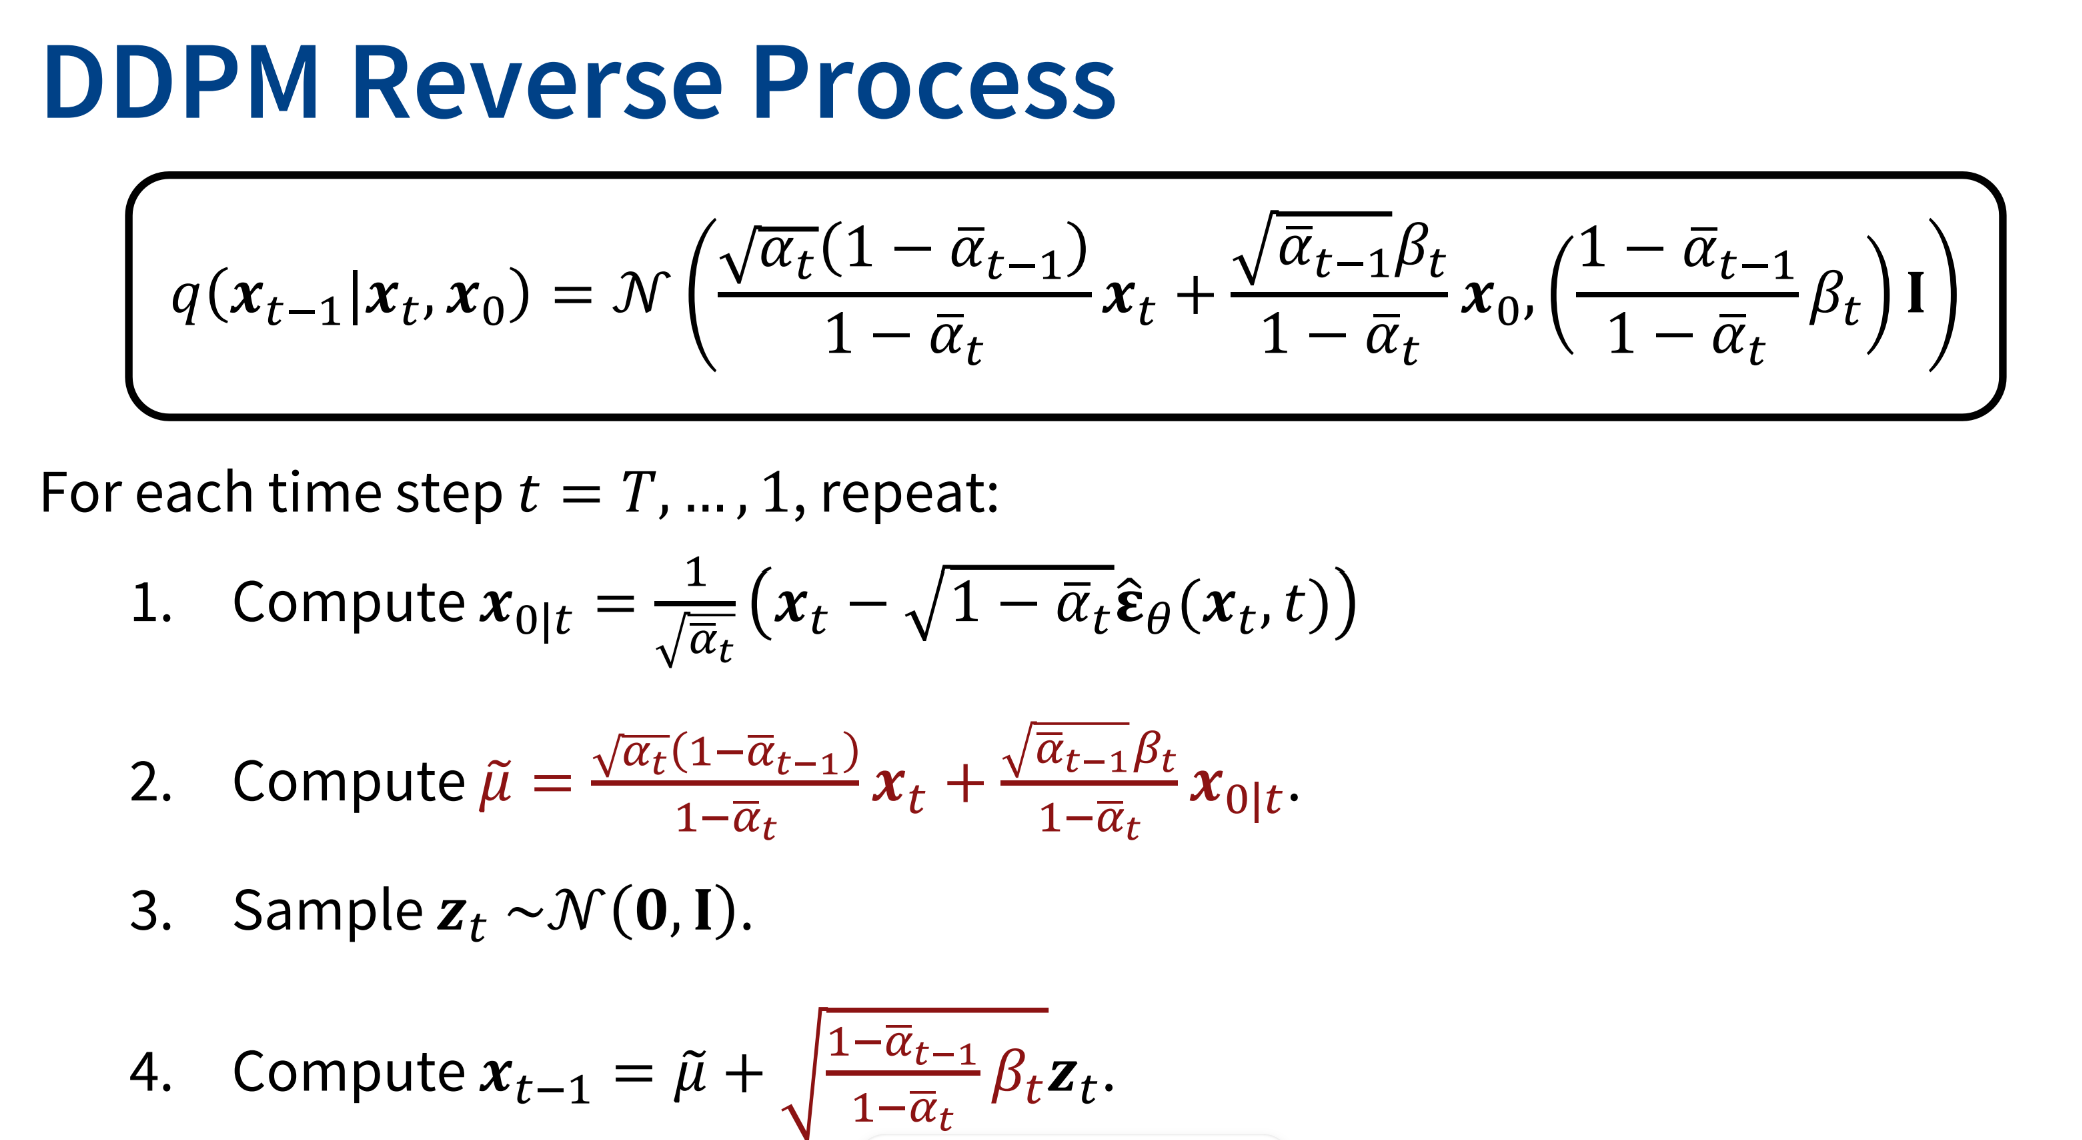 DDPM Reverse Process
$q(\boldsymbol{x}_{t-1}|\boldsymbol{x}_t, \boldsymbol{x}_0) = \mathcal{N}\left(\frac{\sqrt{\alpha_t}(1-\bar{\alpha}_{t-1})}{1-\bar{\alpha}_t}\boldsymbol{x}_t + \frac{\sqrt{\bar{\alpha}_{t-1}}\beta_t}{1-\bar{\alpha}_t}\boldsymbol{x}_0, \left(\frac{1-\bar{\alpha}_{t-1}}{1-\bar{\alpha}_t}\beta_t\right)\mathbf{I}\right)$
For each time step $t = T, \ldots, 1$, repeat:
1. Compute $\boldsymbol{x}_{0|t} = \frac{1}{\sqrt{\bar{\alpha}_t}}\left(\boldsymbol{x}_t - \sqrt{1-\bar{\alpha}_t}\hat{\boldsymbol{\varepsilon}}_\theta(\boldsymbol{x}_t, t)\right)$
2. Compute $\tilde{\mu} = \frac{\sqrt{\alpha_t}(1-\bar{\alpha}_{t-1})}{1-\bar{\alpha}_t}\boldsymbol{x}_t + \frac{\sqrt{\bar{\alpha}_{t-1}}\beta_t}{1-\bar{\alpha}_t}\boldsymbol{x}_{0|t}$.
3. Sample $\boldsymbol{z}_t \sim \mathcal{N}(\mathbf{0}, \mathbf{I})$.
4. Compute $\boldsymbol{x}_{t-1} = \tilde{\mu} + \sqrt{\frac{1-\bar{\alpha}_{t-1}}{1-\bar{\alpha}_t}\beta_t}\boldsymbol{z}_t$.